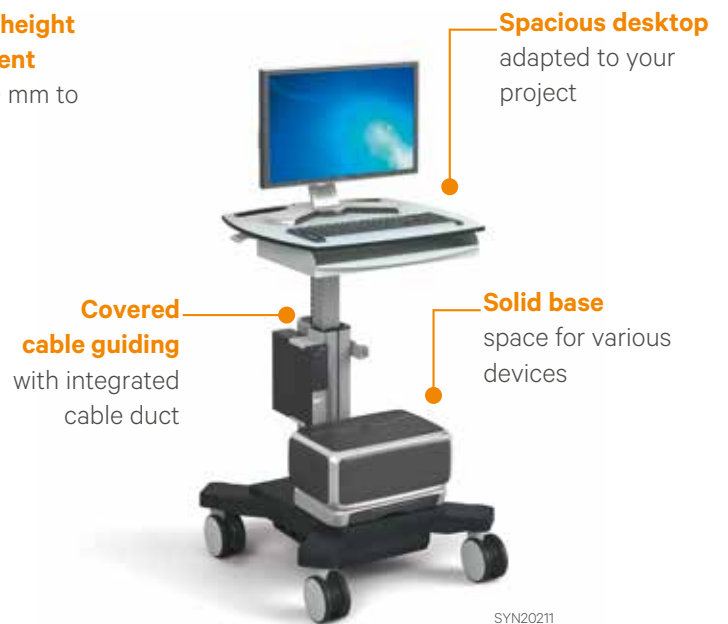 height
ent
mm to
Spacious desktop
adapted to your
project
Covered
cable guiding
with integrated
cable duct
Solid base
space for various
devices
SYN20211